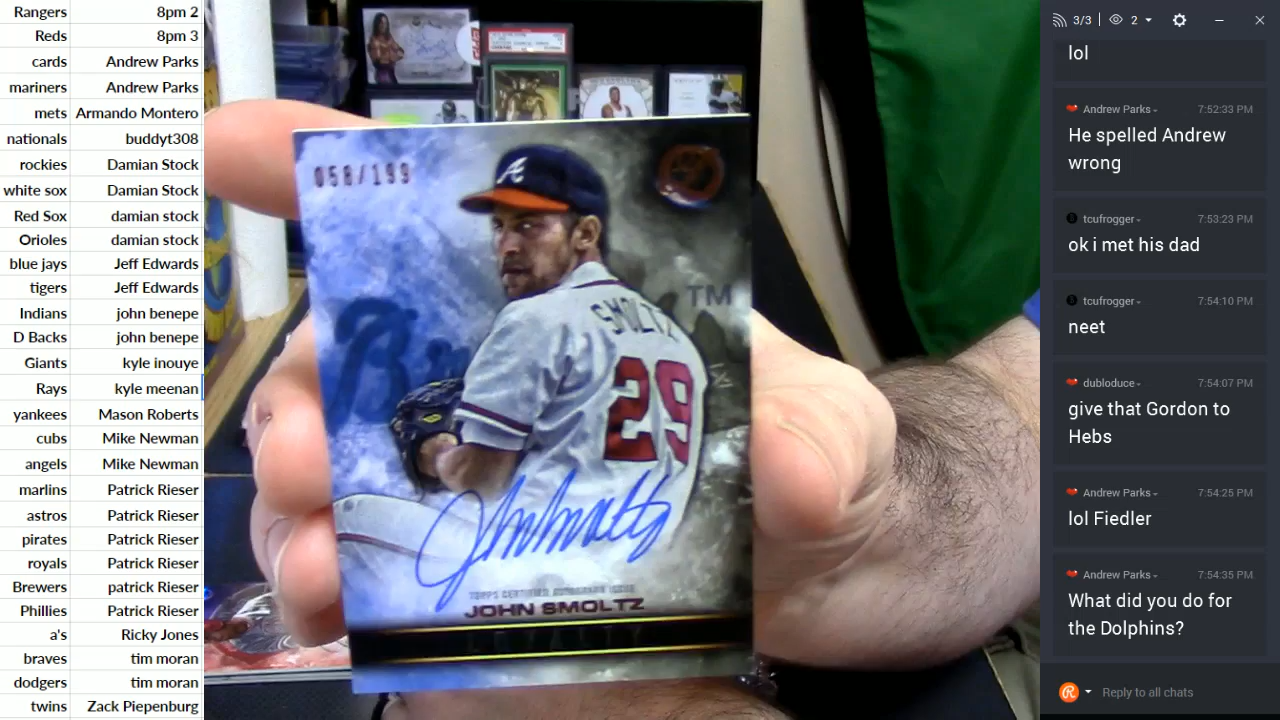 Rangers 8pm 2
Reds 8pm 3
cards Andrew Parks
mariners Andrew Parks
mets Armando Montero
nationals buddyt308
rockies Damian Stock
white sox Damian Stock
Red Sox damian stock
Orioles damian stock
blue jays Jeff Edwards
tigers Jeff Edwards
Indians john benepe
D Backs john benepe
Giants kyle inouye
Rays kyle meenan
yankees Mason Roberts
cubs Mike Newman
angels Mike Newman
marlins Patrick Rieser
astros Patrick Rieser
pirates Patrick Rieser
royals Patrick Rieser
Brewers patrick Rieser
Phillies Patrick Rieser
a's Ricky Jones
braves tim moran
dodgers tim moran
twins Zack Piepenburg
058/199
A
TM
SMOLTZ
29
John Smoltz
TOPPS CERTIFIED AUTOGRAPH ISSUE
JOHN SMOLTZ
3/3
2
lol
Andrew Parks 7:52:33 PM
He spelled Andrew
wrong
tcufrogger 7:53:23 PM
ok i met his dad
tcufrogger 7:54:10 PM
neet
dubloduce 7:54:07 PM
give that Gordon to
Hebs
Andrew Parks 7:54:25 PM
lol Fiedler
Andrew Parks 7:54:35 PM
What did you do for
the Dolphins?
Reply to all chats